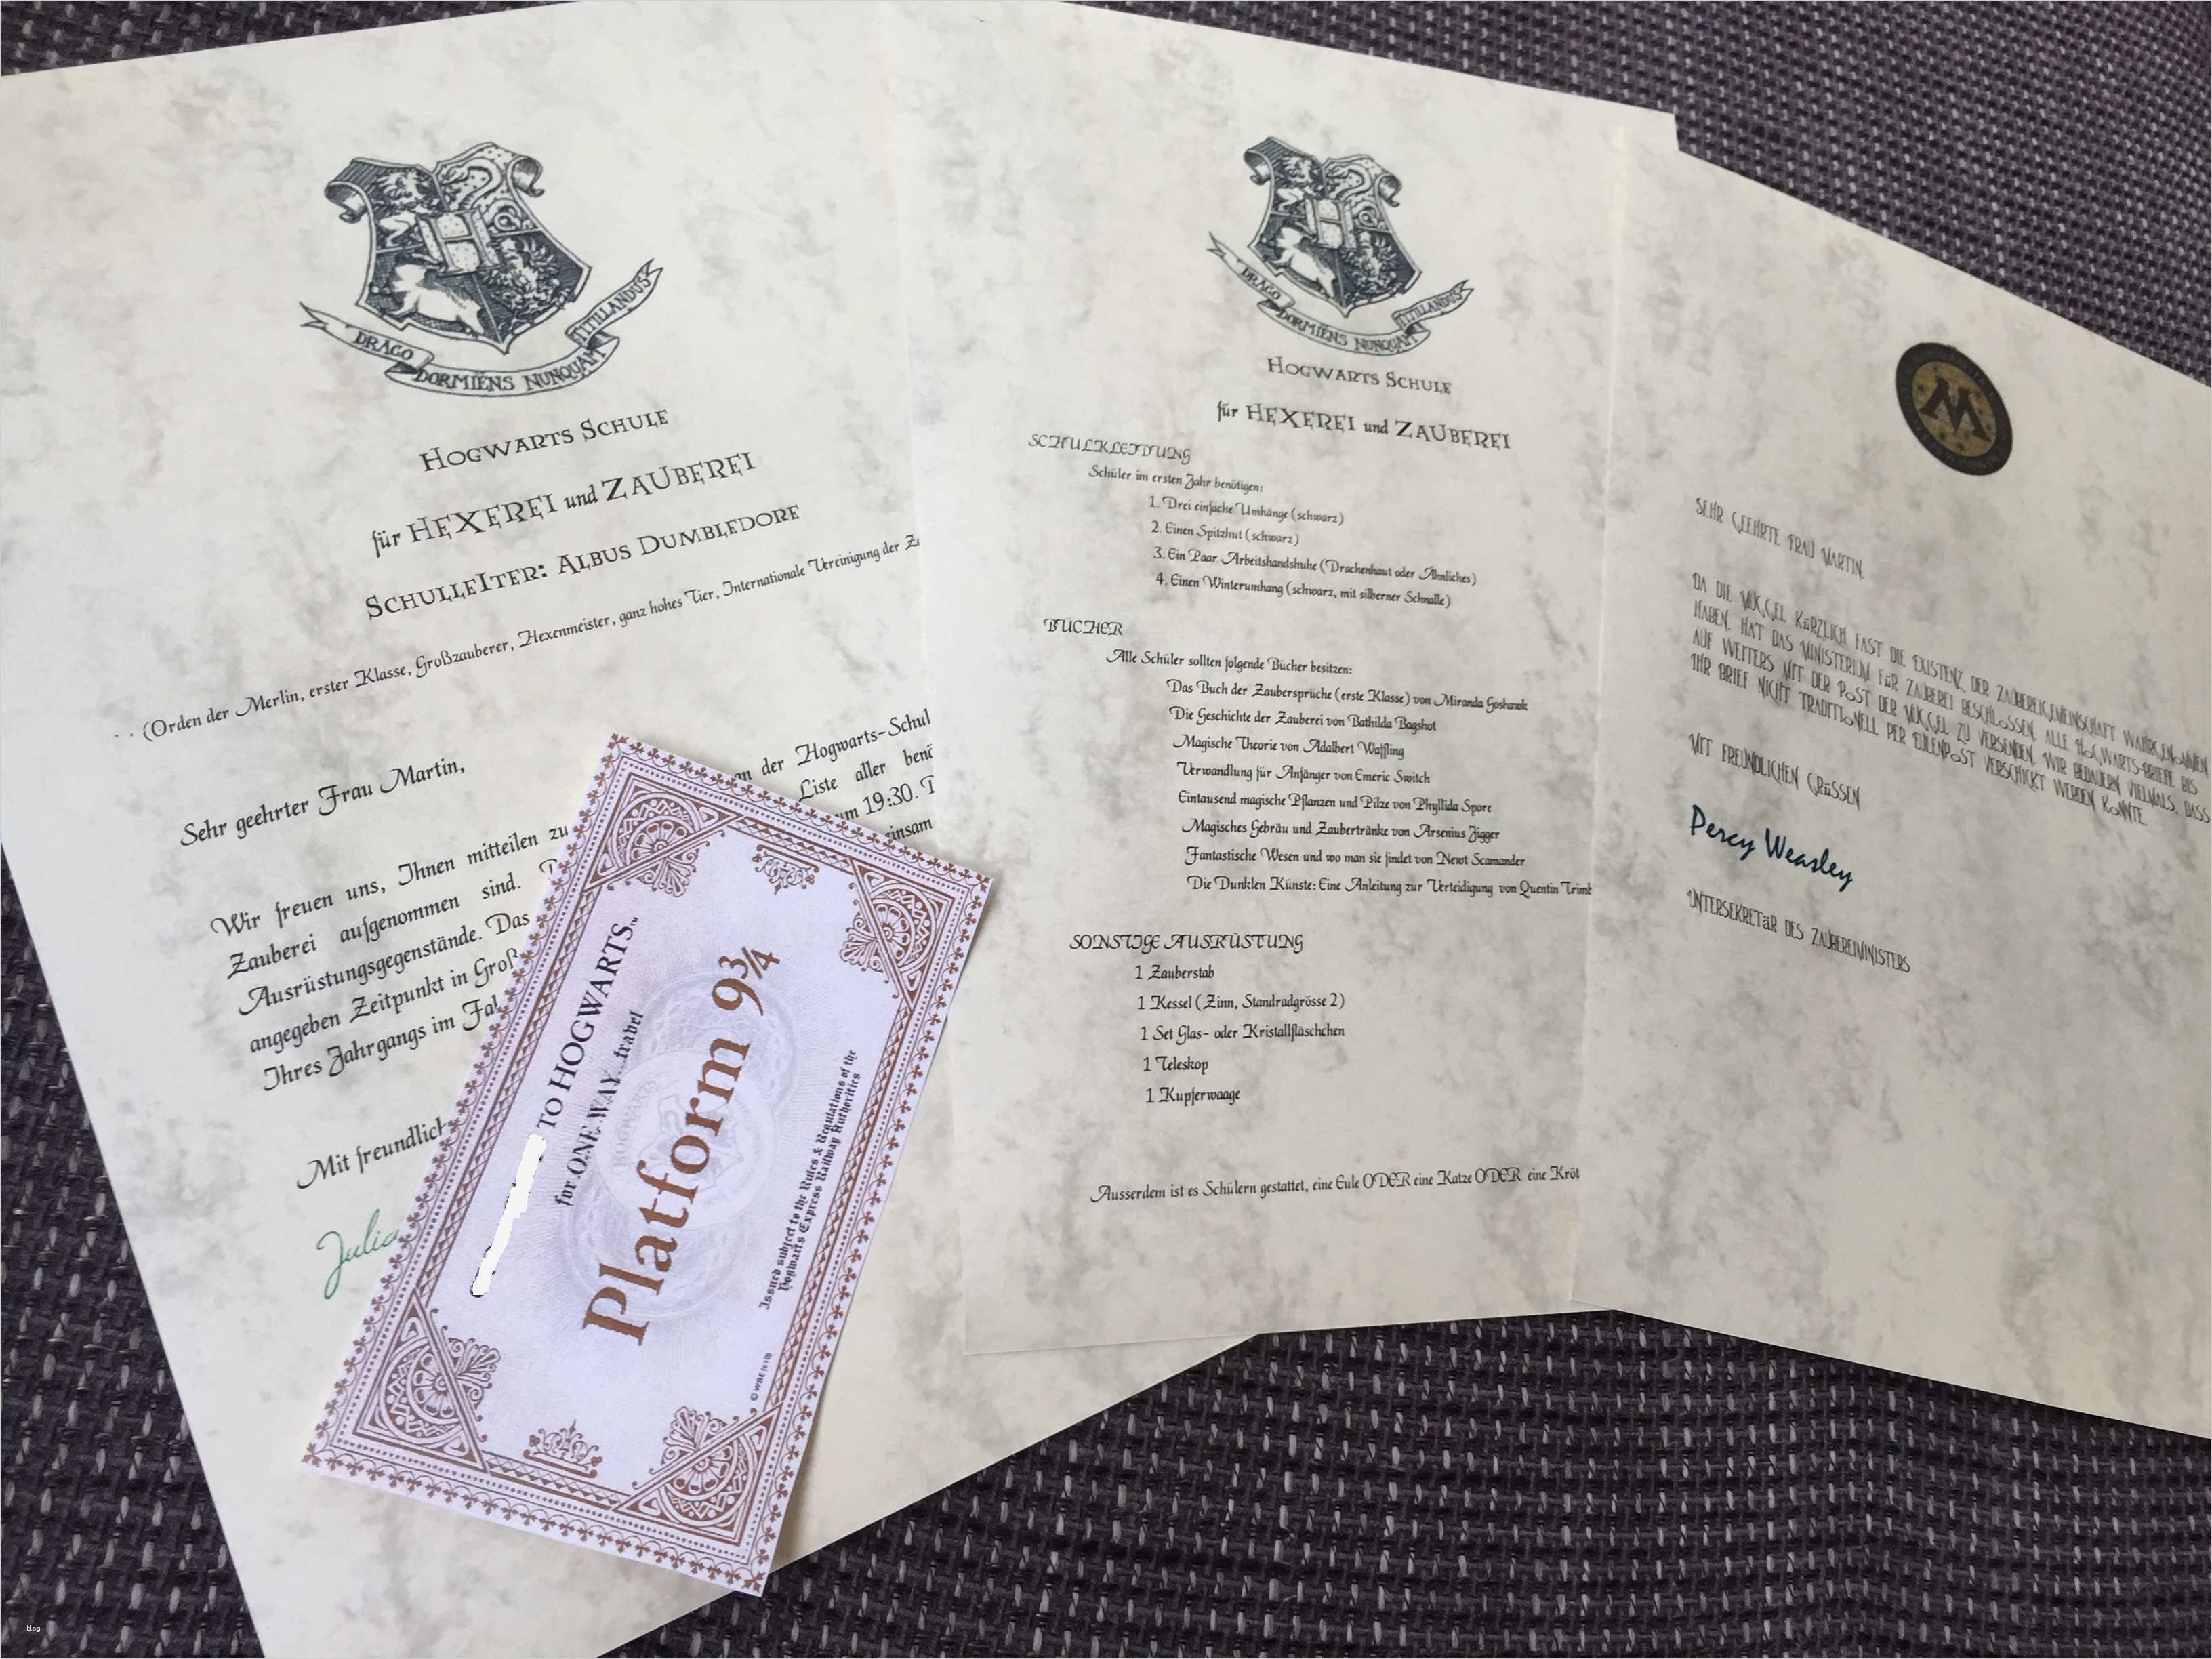 DRACO DORMIENS NUNQUAM TITILLANDUS
HOGWARTS SCHULE
für HEXEREI und ZAUBEREI
SCHULLEITER: ALBUS DUMBLEDORE
(Orden der Merlin, erster Klasse, Großzauberer, Hexenmeister, ganz hohes Tier, Internationale Vereinigung der
Sehr geehrter Frau Martin,
Wir freuen uns, Ihnen mitteilen zu an der Hogwarts-Schul
Zauberei aufgenommen sind. Liste aller
Ausrüstungsgegenstände. Das 19:30.
angegeben Zeitpunkt in
Ihres Jahrgangs im
Mit freundlich
TO HOGWARTS™
for ONE WAY...travel
Platform 9¾
Issued subject to the Rules & Regulations of the
Hogwarts Express Railway Authorities
DRACO DORMIENS NUNQUAM TITILLANDUS
HOGWARTS SCHULE
für HEXEREI und ZAUBEREI
SCHULKLEIDUNG
Schüler im ersten Jahr benötigen:
1. Drei einfache Umhänge (schwarz)
2. Einen Spitzhut (schwarz)
3. Ein Paar Arbeitshandshuhe (Drachenhaut oder Ähnliches)
4. Einen Winterumhang (schwarz, mit silberner Schnalle)
BÜCHER
Alle Schüler sollten folgende Bücher besitzen:
Das Buch der Zaubersprüche (erste Klasse) von Miranda Goshawk
Die Geschichte der Zauberei von Bathilda Bagshot
Magische Theorie von Adalbert Waffling
Verwandlung für Anfänger von Emeric Switch
Eintausend magische Pflanzen und Pilze von Phyllida Spore
Magisches Gebräu und Zaubertränke von Arsenius Jigger
Fantastische Wesen und wo man sie findet von Newt Scamander
Die Dunklen Künste: Eine Anleitung zur Verteidigung von Quentin Trimb
SONSTIGE AUSRÜSTUNG
1 Zauberstab
1 Kessel (Zinn, Standradgrösse 2)
1 Set Glas- oder Kristallfläschchen
1 Teleskop
1 Kupferwaage
Ausserdem ist es Schülern gestattet, eine Eule ODER eine Katze ODER eine Kröt
M
SEHR GEEHRTE FRAU MARTIN,
DA DIE MUGGEL KÜRZLICH FAST DIE EXISTENZ DER ZAUBEREIGEMEINSCHAFT WAHRGENOMMEN
HABEN, HAT DAS MINISTERIUM FÜR ZAUBEREI BESCHLOSSEN, ALLE HOGWARTS-BRIEFE BIS
AUF WEITERS MIT DER POST DER MUGGEL ZU VERSENDEN. WIR BEDAUERN VIELMALS, DASS
IHR BRIEF NICHT TRADITIONELL PER EULENPOST VERSCHICKT WERDEN KONNTE.
MIT FREUNDLICHEN GRÜSSEN
Percy Weasley
UNTERSEKRETÄR DES ZAUBEREIMINISTERS
blog